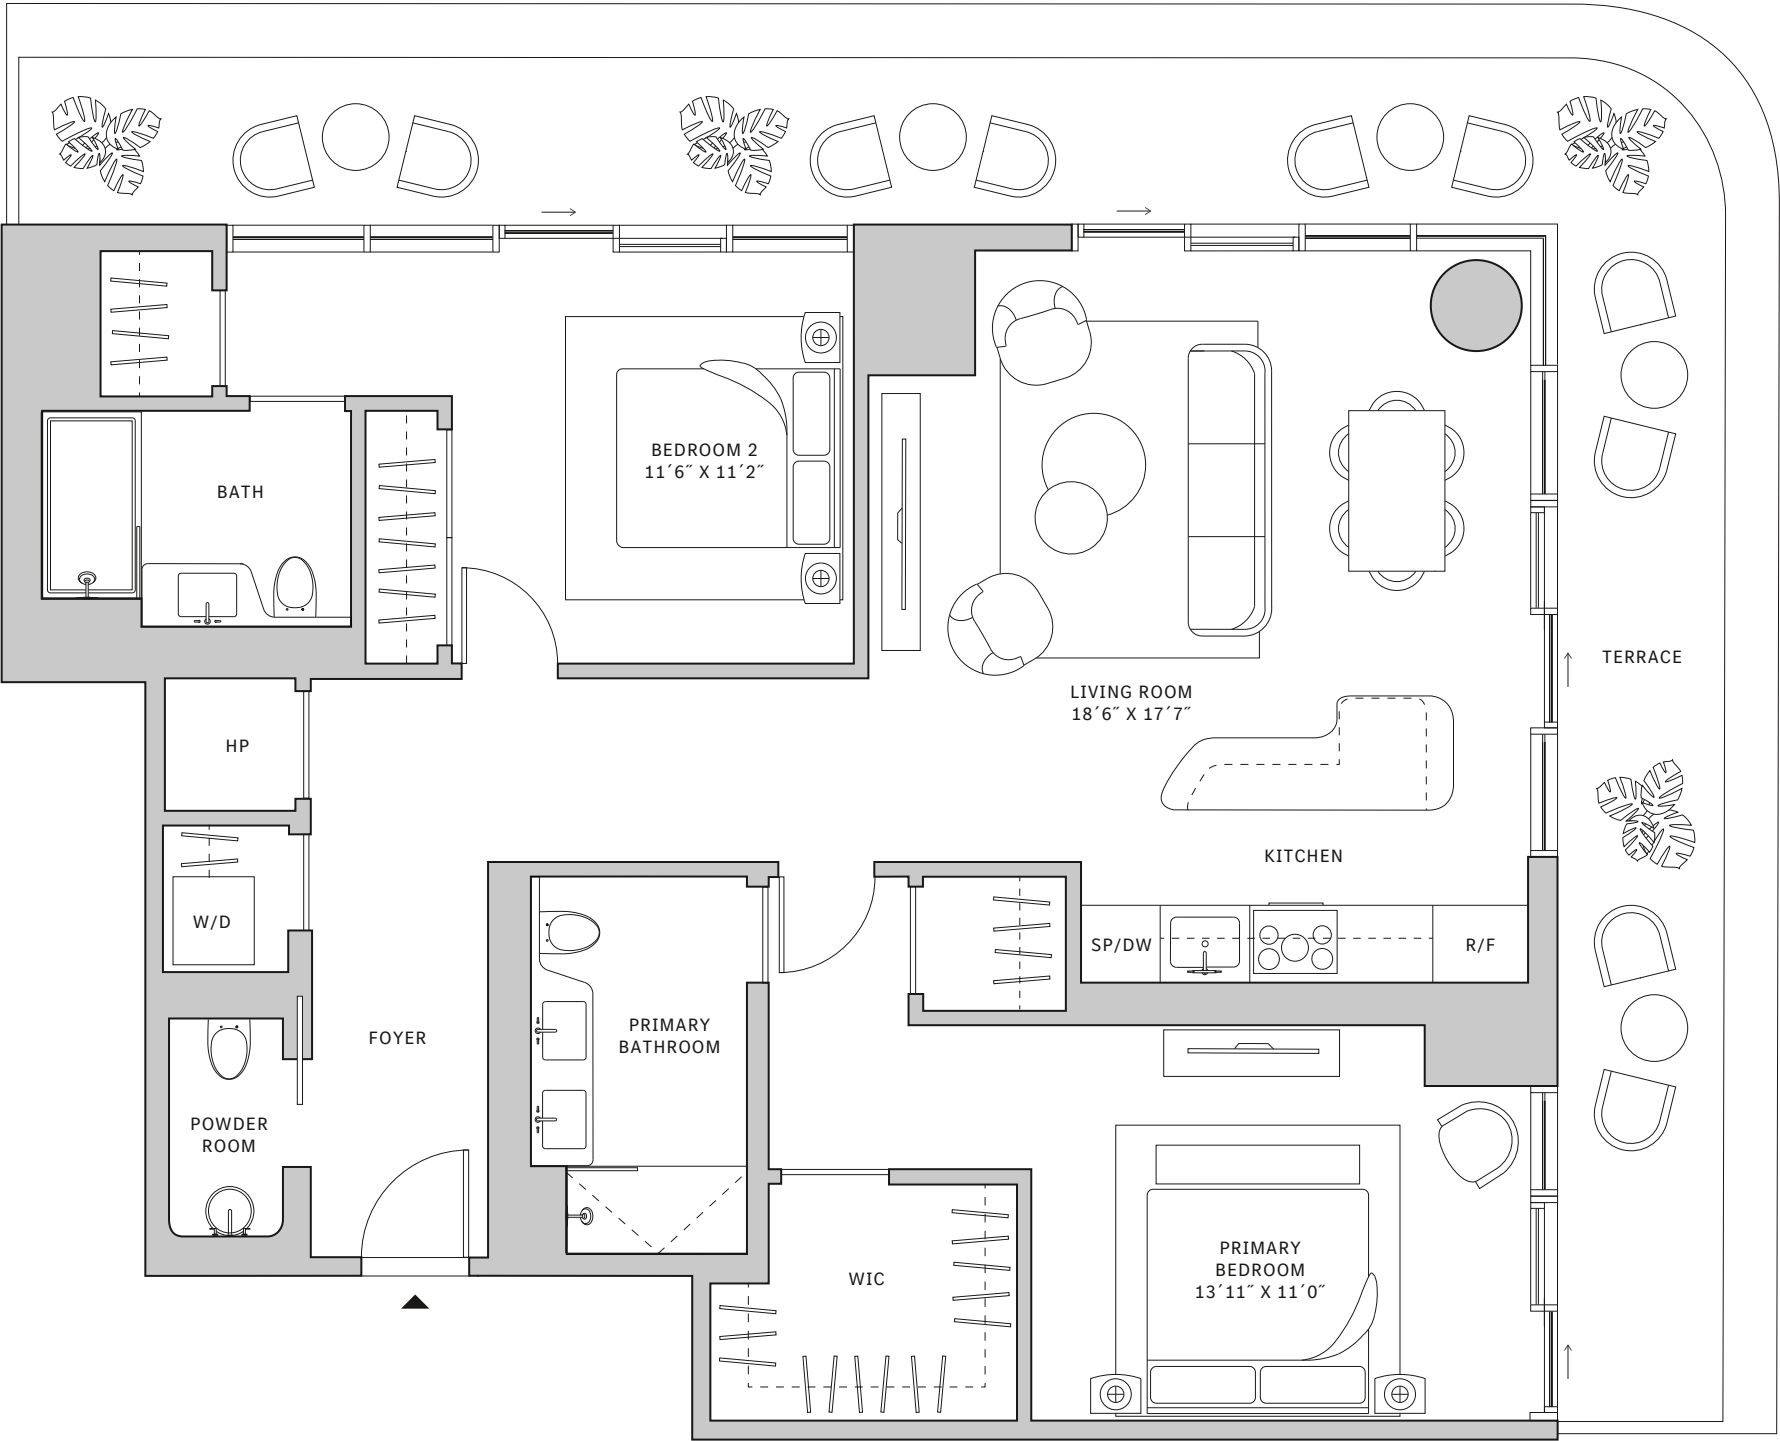 BEDROOM 2
11´6˝ X 11´2˝
BATH
TERRACE
LIVING ROOM
18´6˝ X 17´7˝
HP
KITCHEN
W/D
SP/DW
R/F
FOYER
PRIMARY
BATHROOM
POWDER
ROOM
WIC
PRIMARY
BEDROOM
13´11˝ X 11´0˝